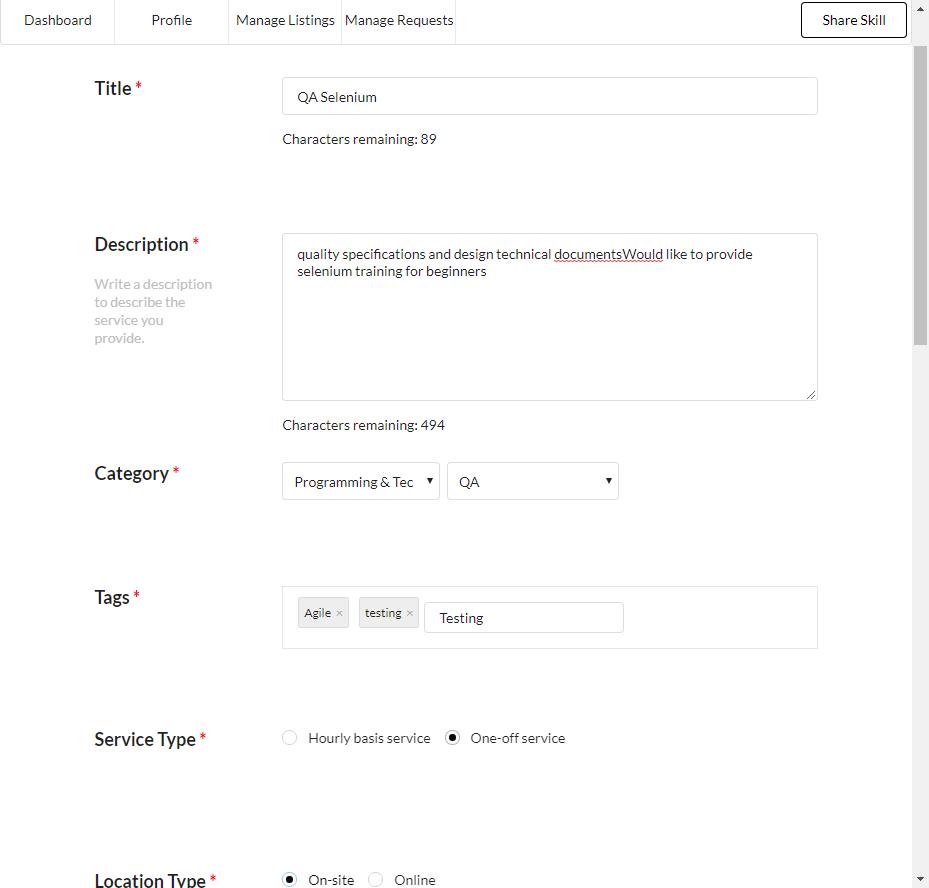 Dashboard Profile Manage Listings Manage Requests Share Skill
Title *
QA Selenium
Characters remaining: 89
Description *
Write a description
to describe the
service you
provide.
quality specifications and design technical documentsWould like to provide
selenium training for beginners
Characters remaining: 494
Category *
Programming & Tec QA
Tags *
Agile × testing × Testing
Service Type *
Hourly basis service One-off service
Location Type *
On-site Online